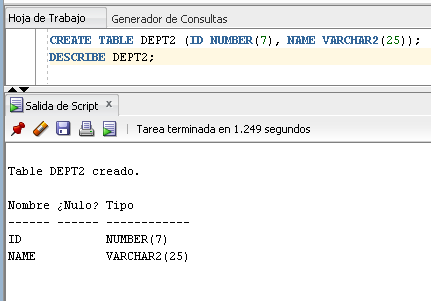 Hoja de Trabajo Generador de Consultas
CREATE TABLE DEPT2 (ID NUMBER(7), NAME VARCHAR2(25));
DESCRIBE DEPT2;
Salida de Script x
Tarea terminada en 1.249 segundos
Table DEPT2 creado.
Nombre ¿Nulo? Tipo
------ ------ ------------
ID NUMBER(7)
NAME VARCHAR2(25)